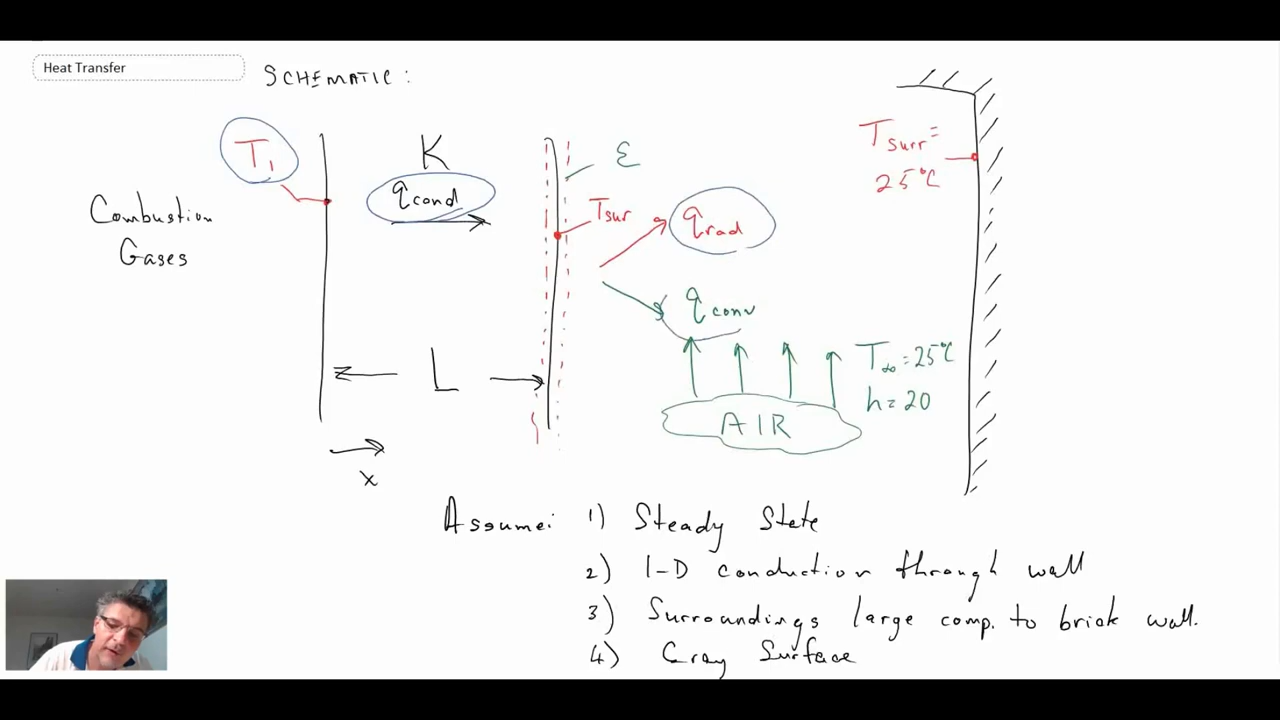 Heat Transfer
SCHEMATIC:
T₁
K
qcond
Combustion
Gases
ε
Tsur
qrad
qconv
Tsurr =
25°C
L
x
AIR
T∞ = 25°C
h = 20
Assume: 1) Steady State
2) 1-D conduction through wall
3) Surroundings large comp. to brick wall.
4) Gray Surface